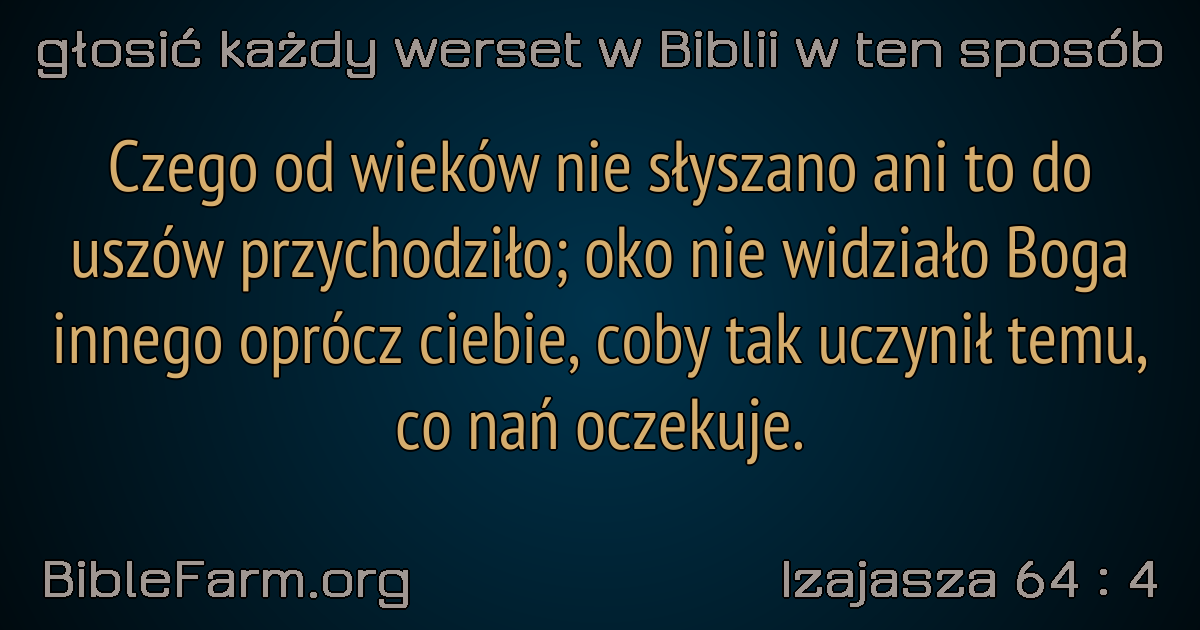 głosić każdy werset w Biblii w ten sposób
Czego od wieków nie słyszano ani to do
uszów przychodziło; oko nie widziało Boga
innego oprócz ciebie, coby tak uczynił temu,
co nań oczekuje.
BibleFarm.org
Izajasza 64 : 4